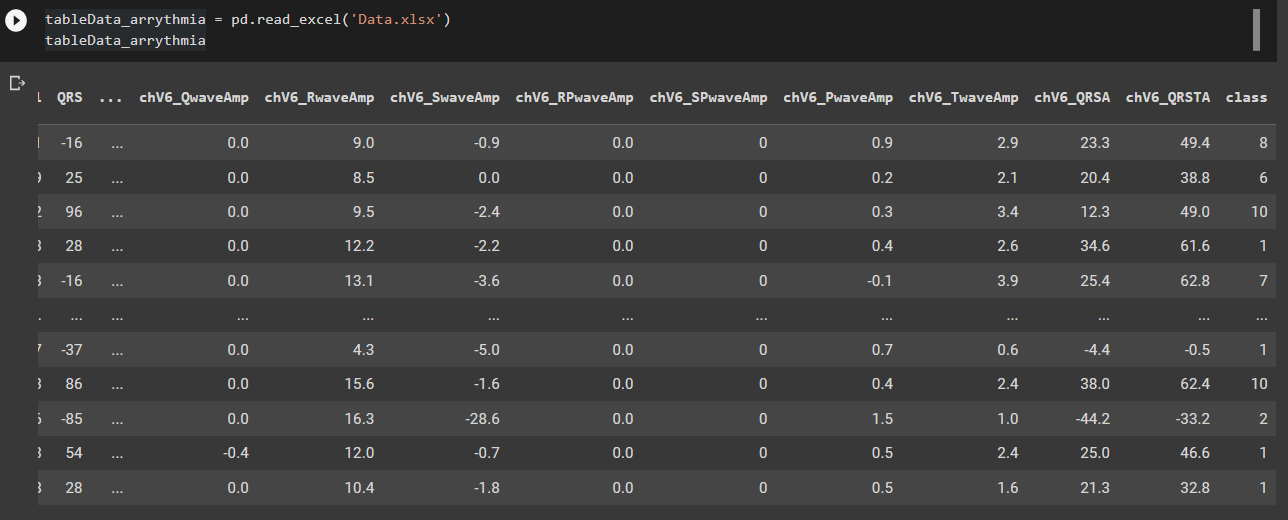 tableData_arrythmia = pd.read_excel('Data.xlsx')
tableData_arrythmia
QRS ... chV6_QwaveAmp chV6_RwaveAmp chV6_SwaveAmp chV6_RPwaveAmp chV6_SPwaveAmp chV6_PwaveAmp chV6_TwaveAmp chV6_QRSA chV6_QRSTA class
-16 ... 0.0 9.0 -0.9 0.0 0 0.9 2.9 23.3 49.4 8
25 ... 0.0 8.5 0.0 0.0 0 0.2 2.1 20.4 38.8 6
96 ... 0.0 9.5 -2.4 0.0 0 0.3 3.4 12.3 49.0 10
28 ... 0.0 12.2 -2.2 0.0 0 0.4 2.6 34.6 61.6 1
-16 ... 0.0 13.1 -3.6 0.0 0 -0.1 3.9 25.4 62.8 7
... ... ... ... ... ... ... ... ... ... ... ...
-37 ... 0.0 4.3 -5.0 0.0 0 0.7 0.6 -4.4 -0.5 1
86 ... 0.0 15.6 -1.6 0.0 0 0.4 2.4 38.0 62.4 10
-85 ... 0.0 16.3 -28.6 0.0 0 1.5 1.0 -44.2 -33.2 2
54 ... -0.4 12.0 -0.7 0.0 0 0.5 2.4 25.0 46.6 1
28 ... 0.0 10.4 -1.8 0.0 0 0.5 1.6 21.3 32.8 1